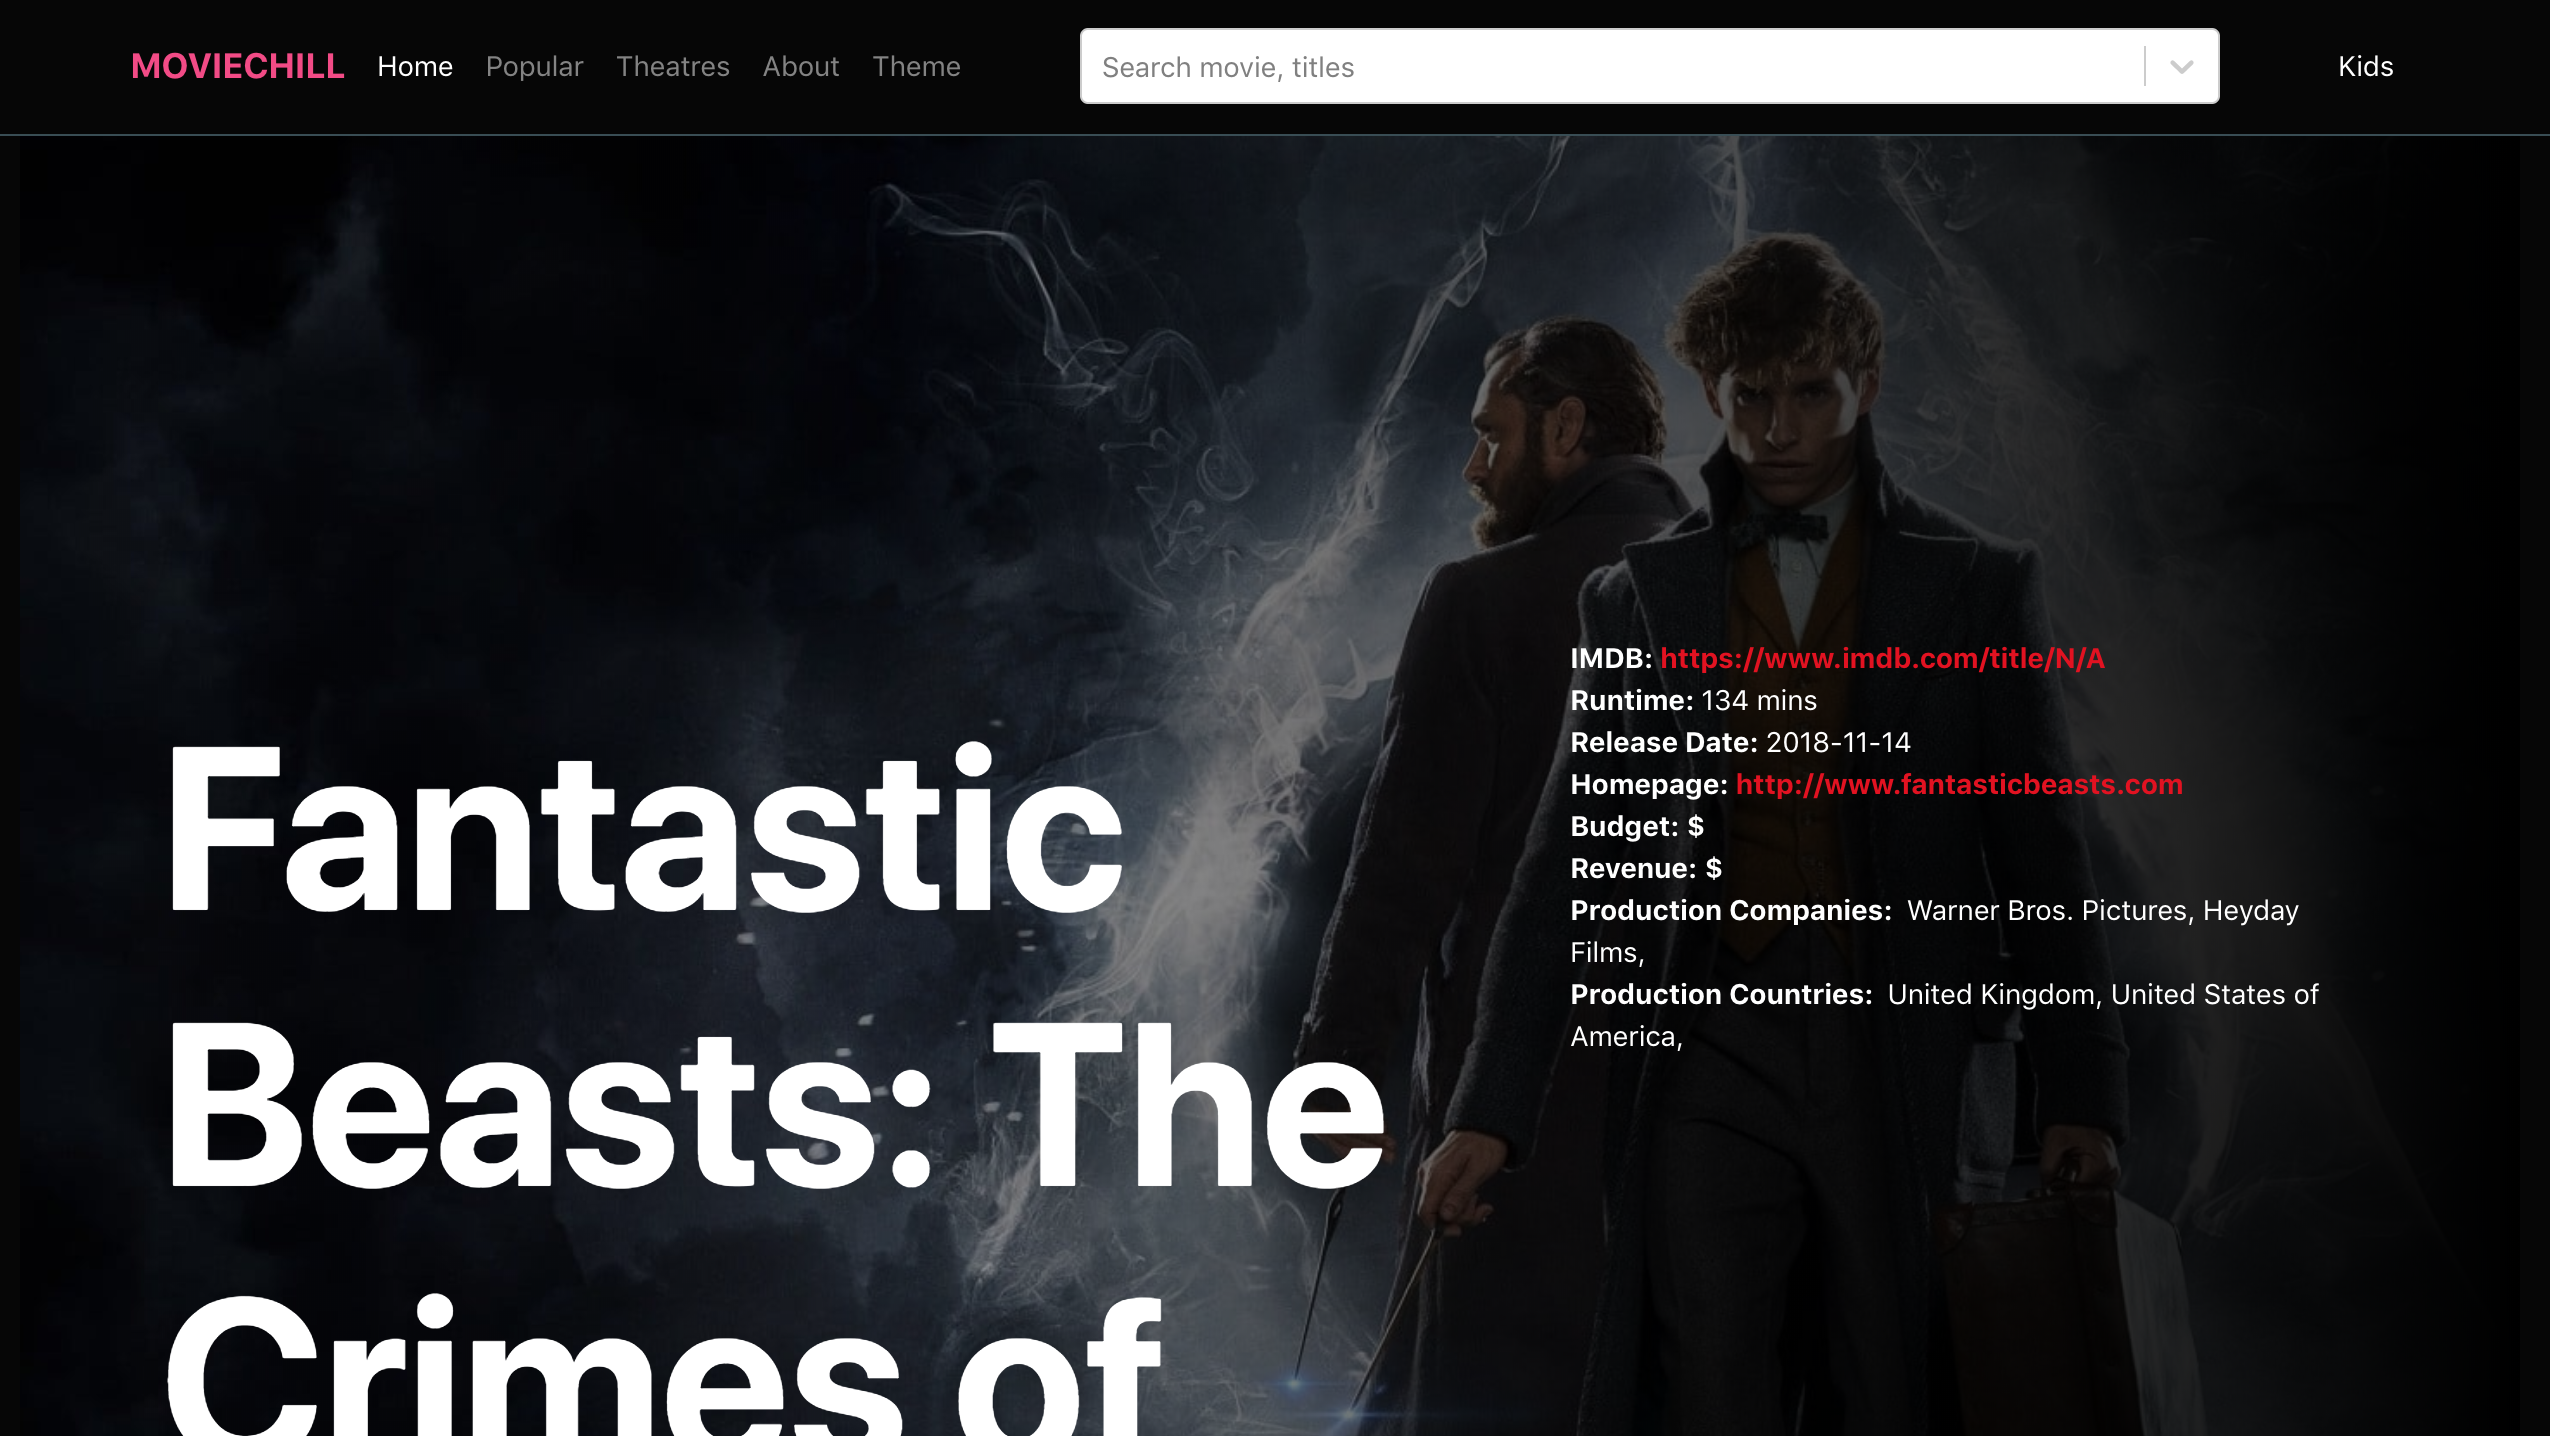 MOVIECHILL Home Popular Theatres About Theme Search movie, titles Kids
IMDB: https://www.imdb.com/title/N/A
Runtime: 134 mins
Release Date: 2018-11-14
Homepage: http://www.fantasticbeasts.com
Budget: $
Revenue: $
Production Companies: Warner Bros. Pictures, Heyday
Films,
Production Countries: United Kingdom, United States of
America,
Fantastic
Beasts: The
Crimes of